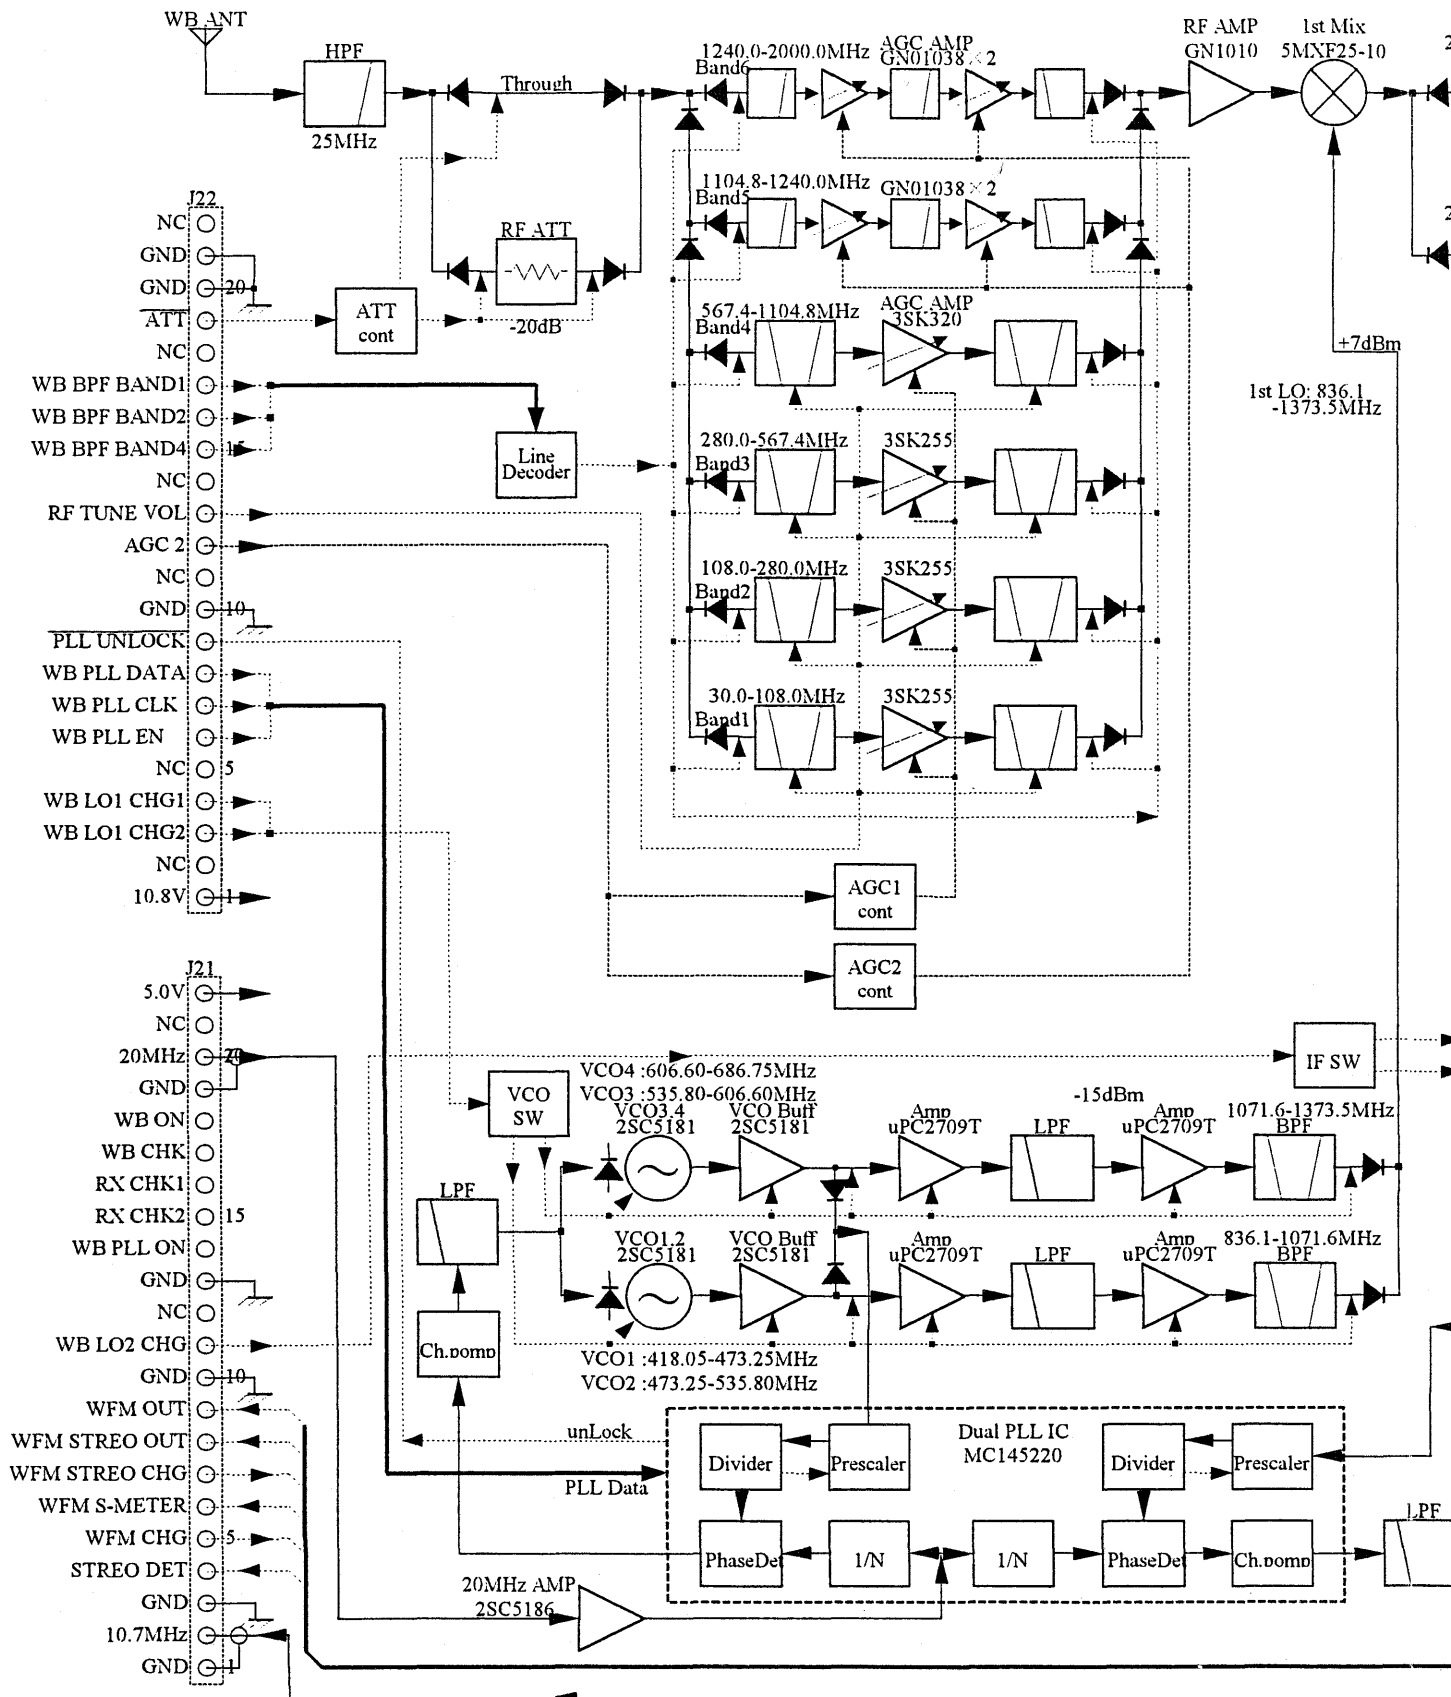 WB ANT
HPF
25MHz
Through
1240.0-2000.0MHz
Band6
AGC AMP
GN01038×2
RF AMP
GN1010
1st Mix
5MXF25-10
2
2
1104.8-1240.0MHz
Band5
GN01038×2
RF ATT
-20dB
ATT
cont
567.4-1104.8MHz
Band4
AGC AMP
3SK320
+7dBm
1st LO: 836.1
-1373.5MHz
280.0-567.4MHz
Band3
3SK255
Line
Decoder
108.0-280.0MHz
Band2
3SK255
30.0-108.0MHz
Band1
3SK255
AGC1
cont
AGC2
cont
J22
NC
GND
GND 20
ATT
NC
WB BPF BAND1
WB BPF BAND2
WB BPF BAND4 15
NC
RF TUNE VOL
AGC 2
NC
GND 10
PLL UNLOCK
WB PLL DATA
WB PLL CLK
WB PLL EN
NC 5
WB LO1 CHG1
WB LO1 CHG2
NC
10.8V 1
J21
5.0V
NC
20MHz 20
GND
WB ON
WB CHK
RX CHK1
RX CHK2 15
WB PLL ON
GND
NC
WB LO2 CHG
GND 10
WFM OUT
WFM STREO OUT
WFM STREO CHG
WFM S-METER
WFM CHG 5
STREO DET
GND
10.7MHz
GND 1
IF SW
VCO
SW
VCO4 :606.60-686.75MHz
VCO3 :535.80-606.60MHz
VCO3.4
2SC5181
VCO Buff
2SC5181
Amp
uPC2709T
-15dBm
LPF
Amp
uPC2709T
1071.6-1373.5MHz
BPF
LPF
VCO1.2
2SC5181
VCO Buff
2SC5181
Amp
uPC2709T
LPF
Amp
uPC2709T
836.1-1071.6MHz
BPF
Ch.pomp
VCO1 :418.05-473.25MHz
VCO2 :473.25-535.80MHz
unLock
PLL Data
Dual PLL IC
MC145220
Divider
Prescaler
Divider
Prescaler
PhaseDet
1/N
1/N
PhaseDet
Ch.pomp
LPF
20MHz AMP
2SC5186